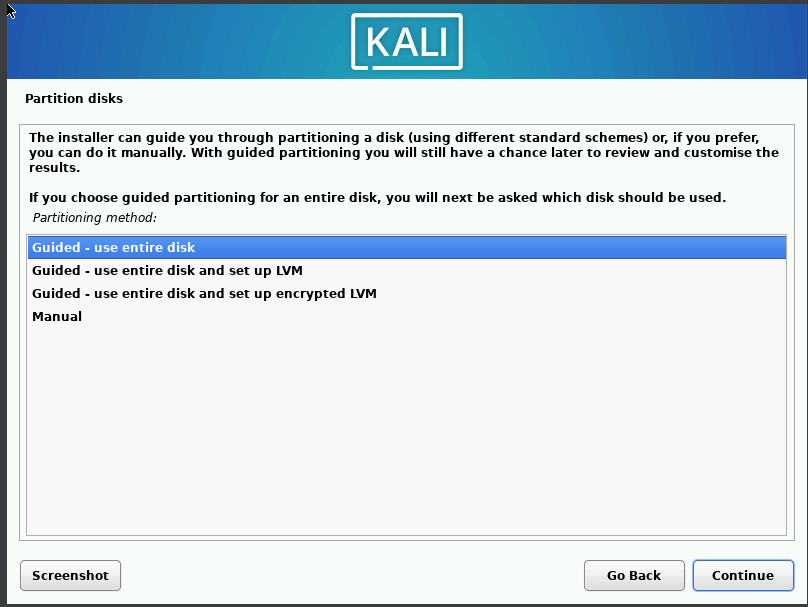 KALI
Partition disks
The installer can guide you through partitioning a disk (using different standard schemes) or, if you prefer,
you can do it manually. With guided partitioning you will still have a chance later to review and customise the
results.
If you choose guided partitioning for an entire disk, you will next be asked which disk should be used.
Partitioning method:
Guided - use entire disk
Guided - use entire disk and set up LVM
Guided - use entire disk and set up encrypted LVM
Manual
Screenshot
Go Back
Continue